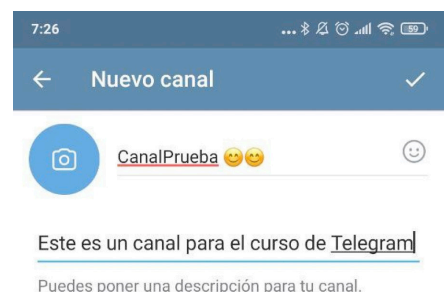 7:26 59
Nuevo canal
CanalPrueba 😊😊
Este es un canal para el curso de Telegram
Puedes poner una descripción para tu canal.